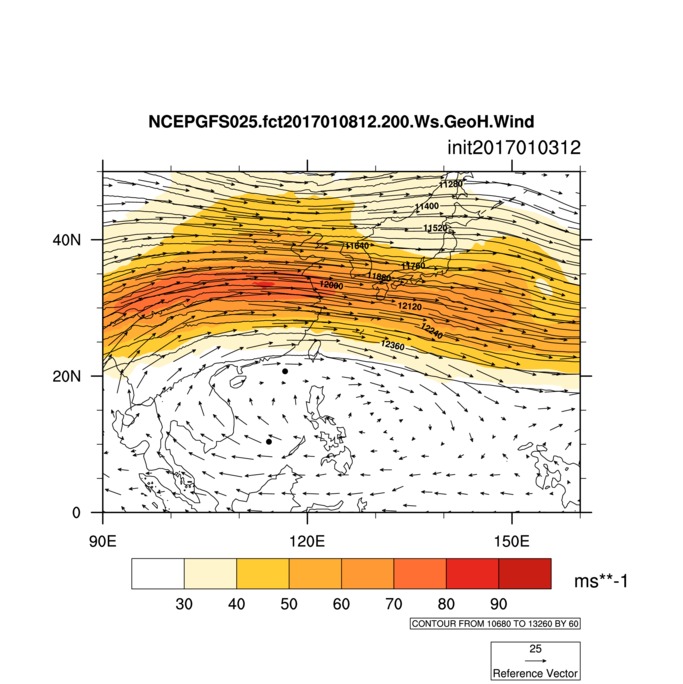 NCEPGFS025.fct2017010812.200.Ws.GeoH.Wind
init2017010312
11280
11400
11520
40N
11640
11760
11880
12000
12120
12240
12360
20N
0
90E 120E 150E
ms**-1
30 40 50 60 70 80 90
CONTOUR FROM 10680 TO 13260 BY 60
25
Reference Vector